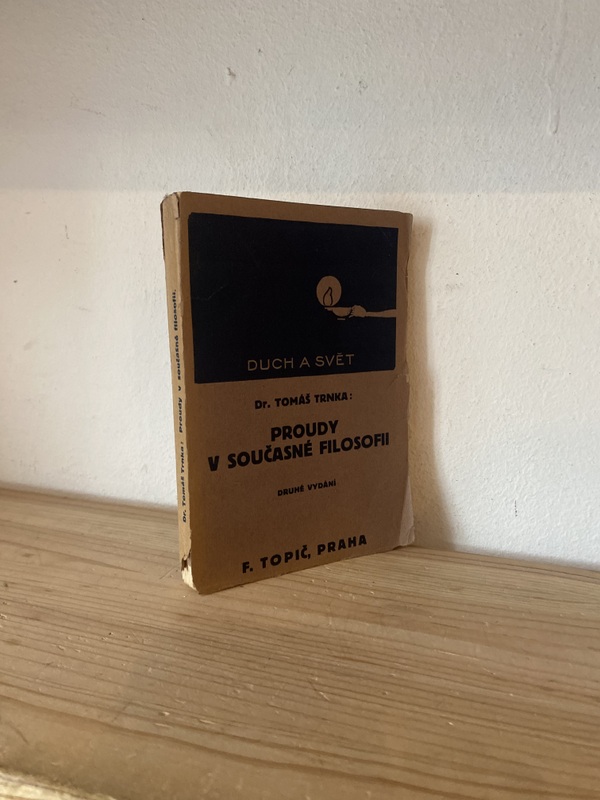 DUCH A SVĚT
Dr. TOMÁŠ TRNKA:
PROUDY
V SOUČASNÉ FILOSOFII
DRUHÉ VYDÁNÍ
F. TOPIČ, PRAHA
Dr. Tomáš Trnka: Proudy v současné filosofii.